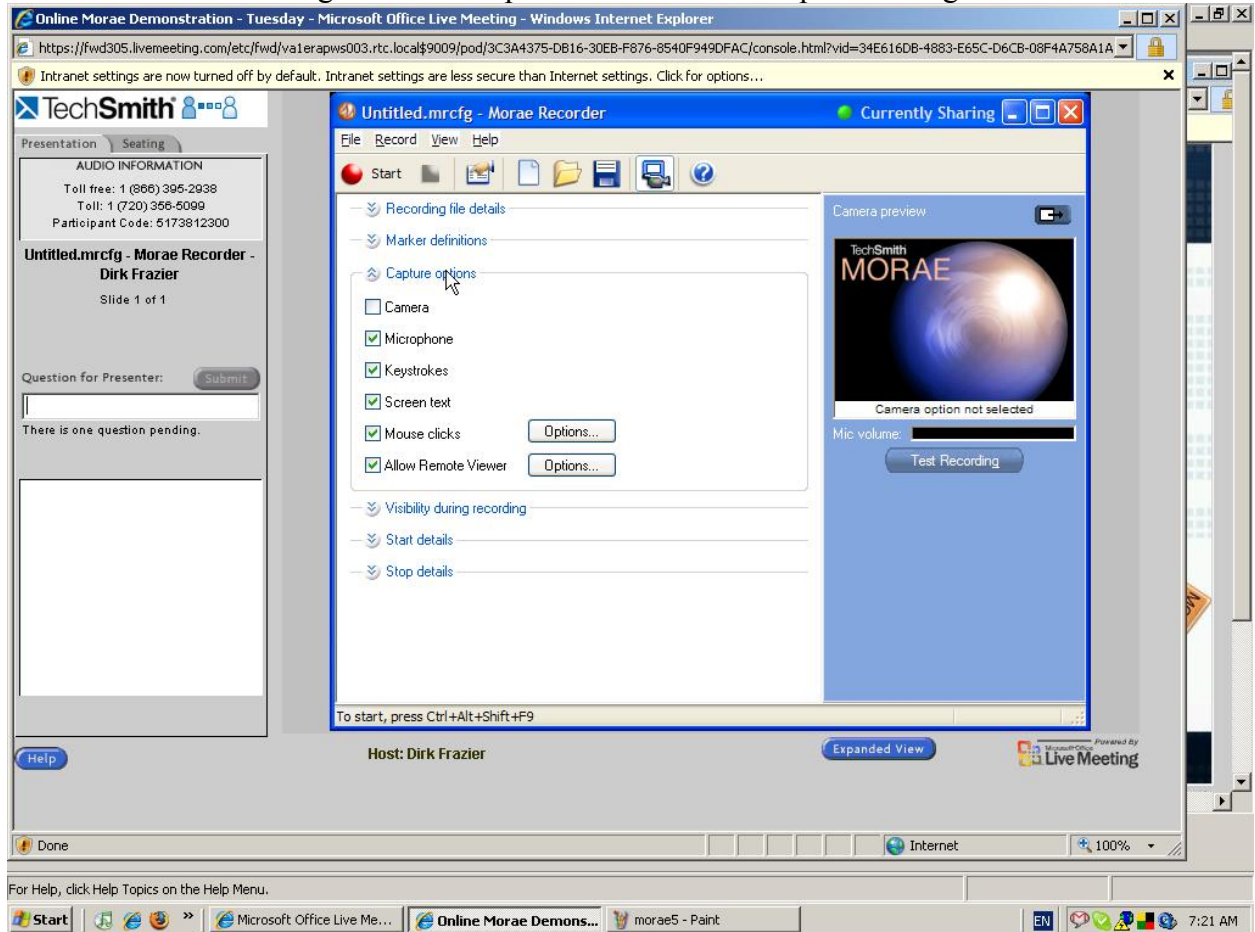 Online Morae Demonstration - Tuesday - Microsoft Office Live Meeting - Windows Internet Explorer
https://fwd305.livemeeting.com/etc/fwd/va1erapws003.rtc.local$9009/pod/3C3A4375-DB16-30EB-F876-8540F949DFAC/console.html?vid=34E616DB-4883-E65C-D6CB-08F4A758A1A
Intranet settings are now turned off by default. Intranet settings are less secure than Internet settings. Click for options...
TechSmith
Presentation Seating
AUDIO INFORMATION
Toll free: 1 (866) 395-2938
Toll: 1 (720) 356-5099
Participant Code: 5173812300
Untitled.mrcfg - Morae Recorder -
Dirk Frazier
Slide 1 of 1
Question for Presenter: Submit
There is one question pending.
Help
Untitled.mrcfg - Morae Recorder Currently Sharing
File Record View Help
Start
Recording file details
Marker definitions
Capture options
Camera
Microphone
Keystrokes
Screen text
Mouse clicks Options...
Allow Remote Viewer Options...
Visibility during recording
Start details
Stop details
To start, press Ctrl+Alt+Shift+F9
Camera preview
TechSmith
MORAE
Camera option not selected
Mic volume:
Test Recording
Host: Dirk Frazier
Expanded View
Powered By
Microsoft Office
Live Meeting
Done Internet 100%
For Help, click Help Topics on the Help Menu.
Start Microsoft Office Live Me... Online Morae Demons... morae5 - Paint EN 7:21 AM